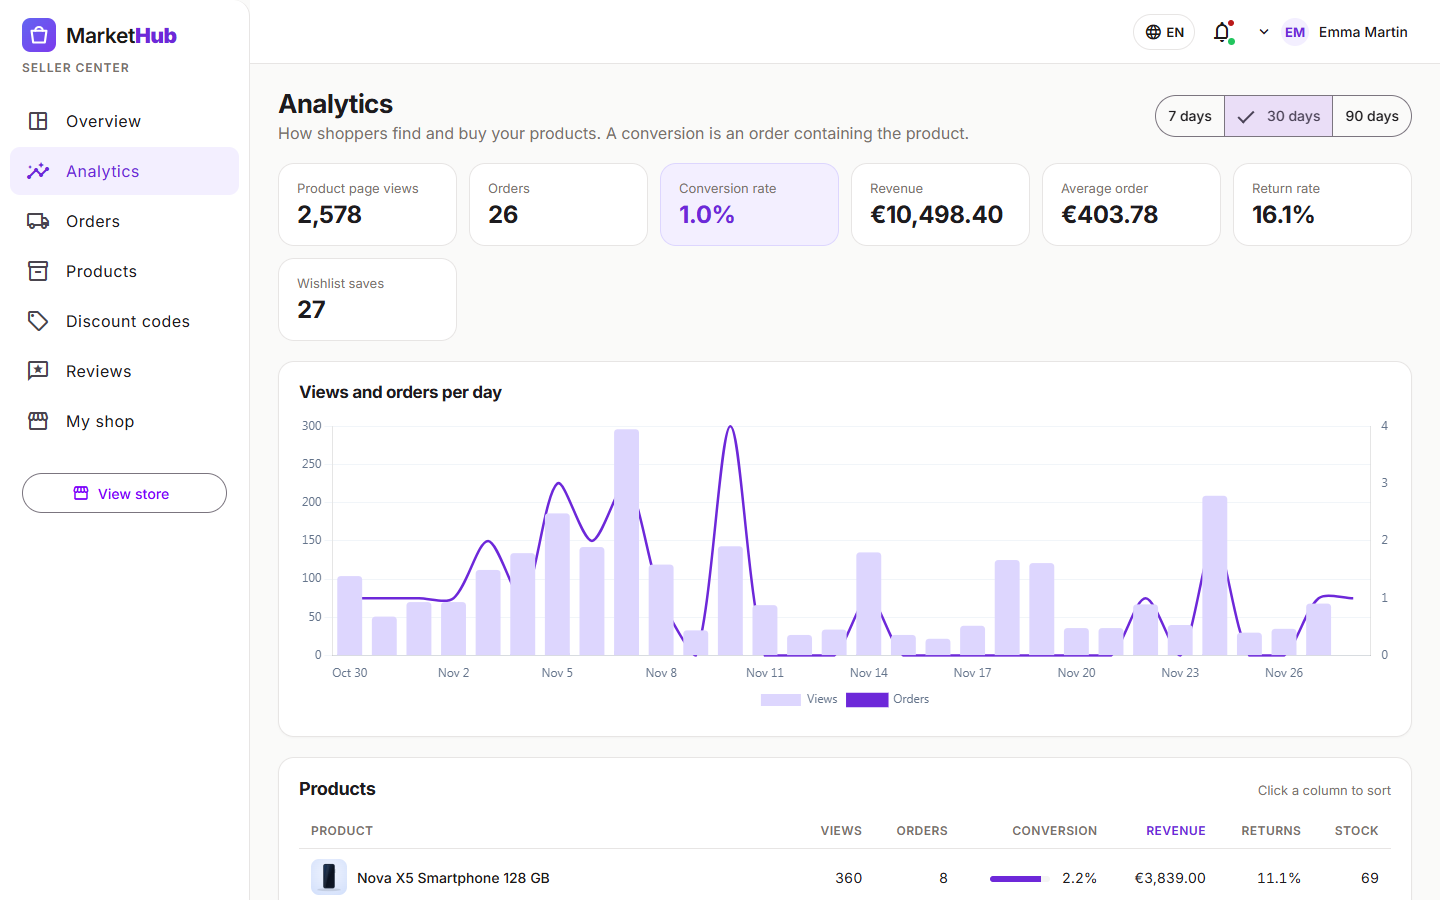 MarketHub
SELLER CENTER
Overview
Analytics
Orders
Products
Discount codes
Reviews
My shop
View store
EN
EM
Emma Martin
Analytics
How shoppers find and buy your products. A conversion is an order containing the product.
7 days
30 days
90 days
Product page views
2,578
Orders
26
Conversion rate
1.0%
Revenue
€10,498.40
Average order
€403.78
Return rate
16.1%
Wishlist saves
27
Views and orders per day
300
250
200
150
100
50
0
4
3
2
1
0
Oct 30
Nov 2
Nov 5
Nov 8
Nov 11
Nov 14
Nov 17
Nov 20
Nov 23
Nov 26
Views
Orders
Products
Click a column to sort
PRODUCT VIEWS ORDERS CONVERSION REVENUE RETURNS STOCK
Nova X5 Smartphone 128 GB 360 8 2.2% €3,839.00 11.1% 69